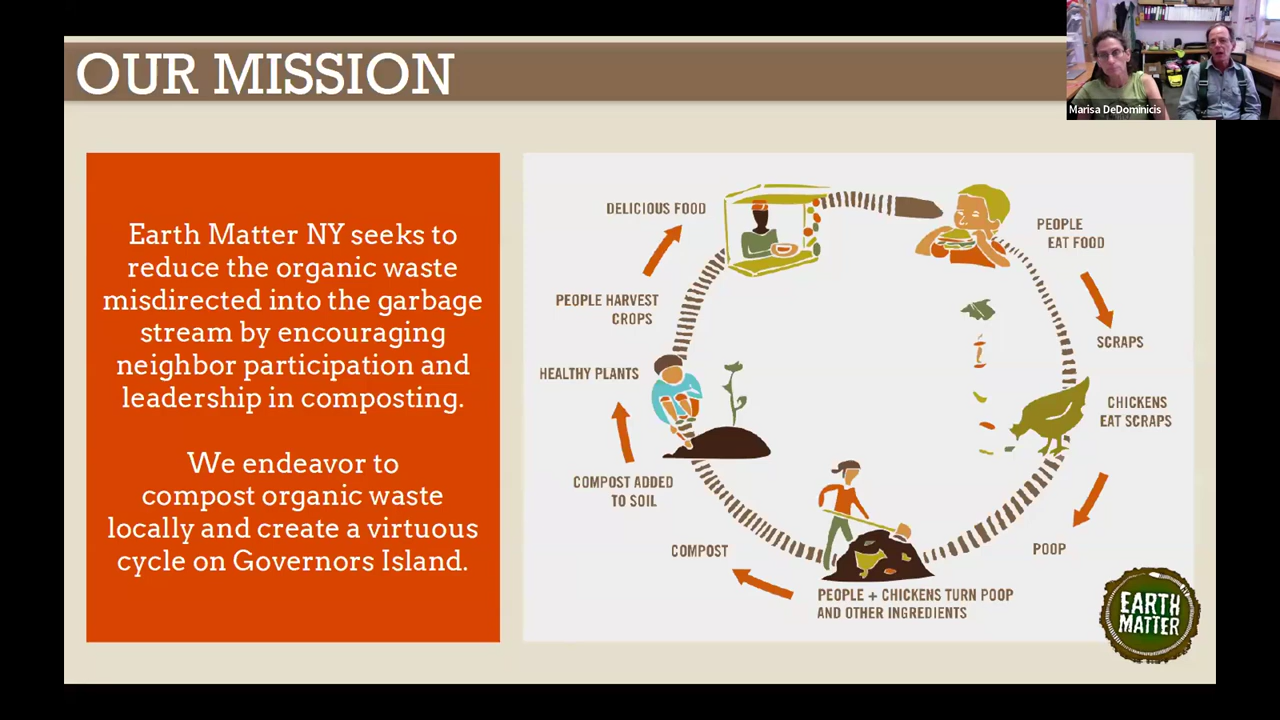 OUR MISSION
Marisa DeDominicis
Earth Matter NY seeks to
reduce the organic waste
misdirected into the garbage
stream by encouraging
neighbor participation and
leadership in composting.
We endeavor to
compost organic waste
locally and create a virtuous
cycle on Governors Island.
DELICIOUS FOOD
PEOPLE
EAT FOOD
PEOPLE HARVEST
CROPS
SCRAPS
HEALTHY PLANTS
CHICKENS
EAT SCRAPS
COMPOST ADDED
TO SOIL
COMPOST
POOP
PEOPLE + CHICKENS TURN POOP
AND OTHER INGREDIENTS
EARTH
MATTER